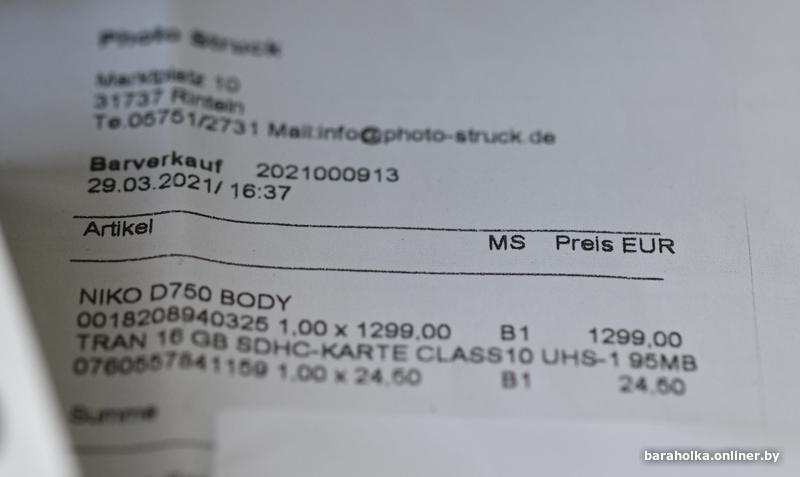 Photo Struck
Marktplatz 10
31737 Rinteln
Te.05751/2731 Mail:info@photo-struck.de
Barverkauf 2021000913
29.03.2021/ 16:37
Artikel MS Preis EUR
NIKO D750 BODY
0018208940325 1,00 x 1299,00 B1 1299,00
TRAN 16 GB SDHC-KARTE CLASS10 UHS-1 95MB
0760557841159 1,00 x 24,50 B1 24,50
Summe
baraholka.onliner.by